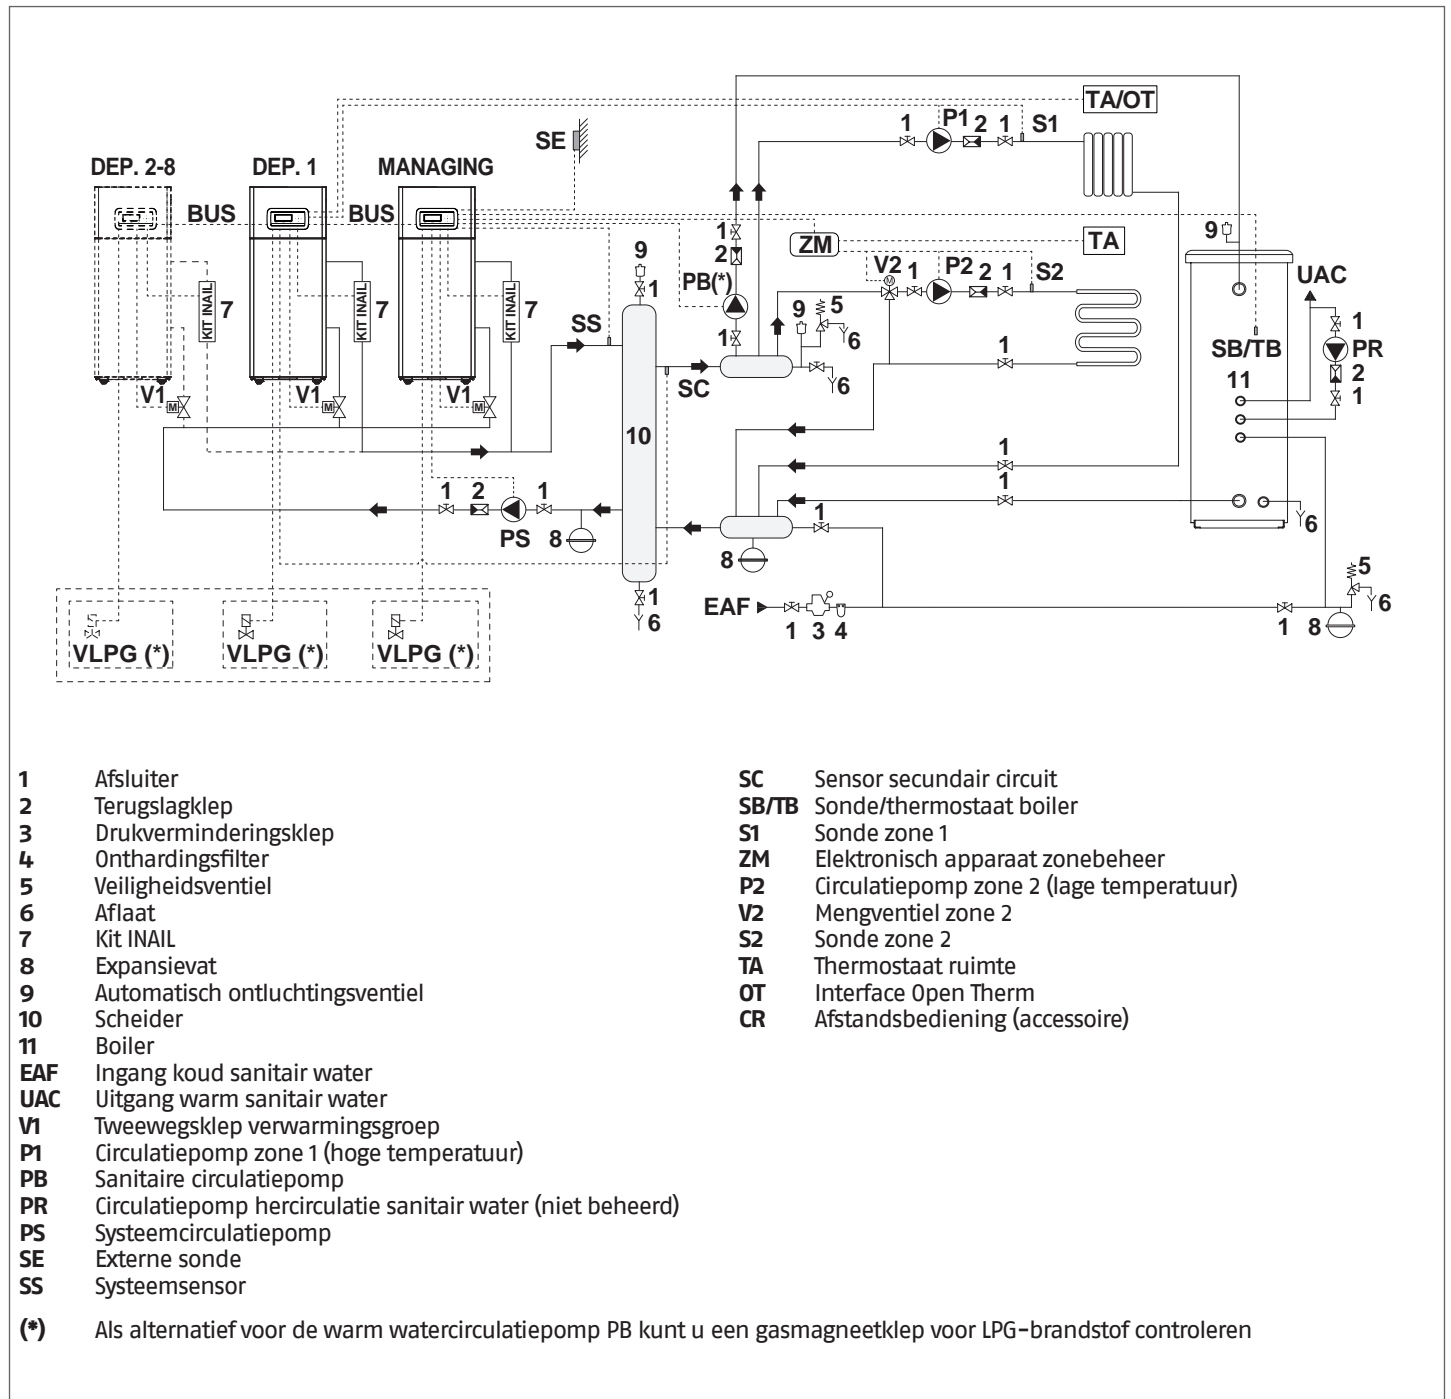 TA/OT
1
P1
2
1
S1
SE
DEP. 2-8
DEP. 1
MANAGING
BUS
BUS
1
9
ZM
TA
2
9
V2
1
P2
2
1
S2
UAC
PB(*)
1
KIT INAIL
7
KIT INAIL
7
KIT INAIL
7
SS
9
5
1
6
1
1
SB/TB
PR
SC
6
2
V1
V1
V1
11
1
M
M
M
M
10
1
1
1
2
1
1
PS
8
6
8
5
EAF
1
6
1
3
4
1
8
6
VLPG (*)
VLPG (*)
VLPG (*)
1 Afsluiter
2 Terugslagklep
3 Drukverminderingsklep
4 Onthardingsfilter
5 Veiligheidsventiel
6 Aflaat
7 Kit INAIL
8 Expansievat
9 Automatisch ontluchtingsventiel
10 Scheider
11 Boiler
EAF Ingang koud sanitair water
UAC Uitgang warm sanitair water
V1 Tweewegsklep verwarmingsgroep
P1 Circulatiepomp zone 1 (hoge temperatuur)
PB Sanitaire circulatiepomp
PR Circulatiepomp hercirculatie sanitair water (niet beheerd)
PS Systeemcirculatiepomp
SE Externe sonde
SS Systeemsensor
SC Sensor secundair circuit
SB/TB Sonde/thermostaat boiler
S1 Sonde zone 1
ZM Elektronisch apparaat zonebeheer
P2 Circulatiepomp zone 2 (lage temperatuur)
V2 Mengventiel zone 2
S2 Sonde zone 2
TA Thermostaat ruimte
OT Interface Open Therm
CR Afstandsbediening (accessoire)
(*) Als alternatief voor de warm watercirculatiepomp PB kunt u een gasmagneetklep voor LPG-brandstof controleren